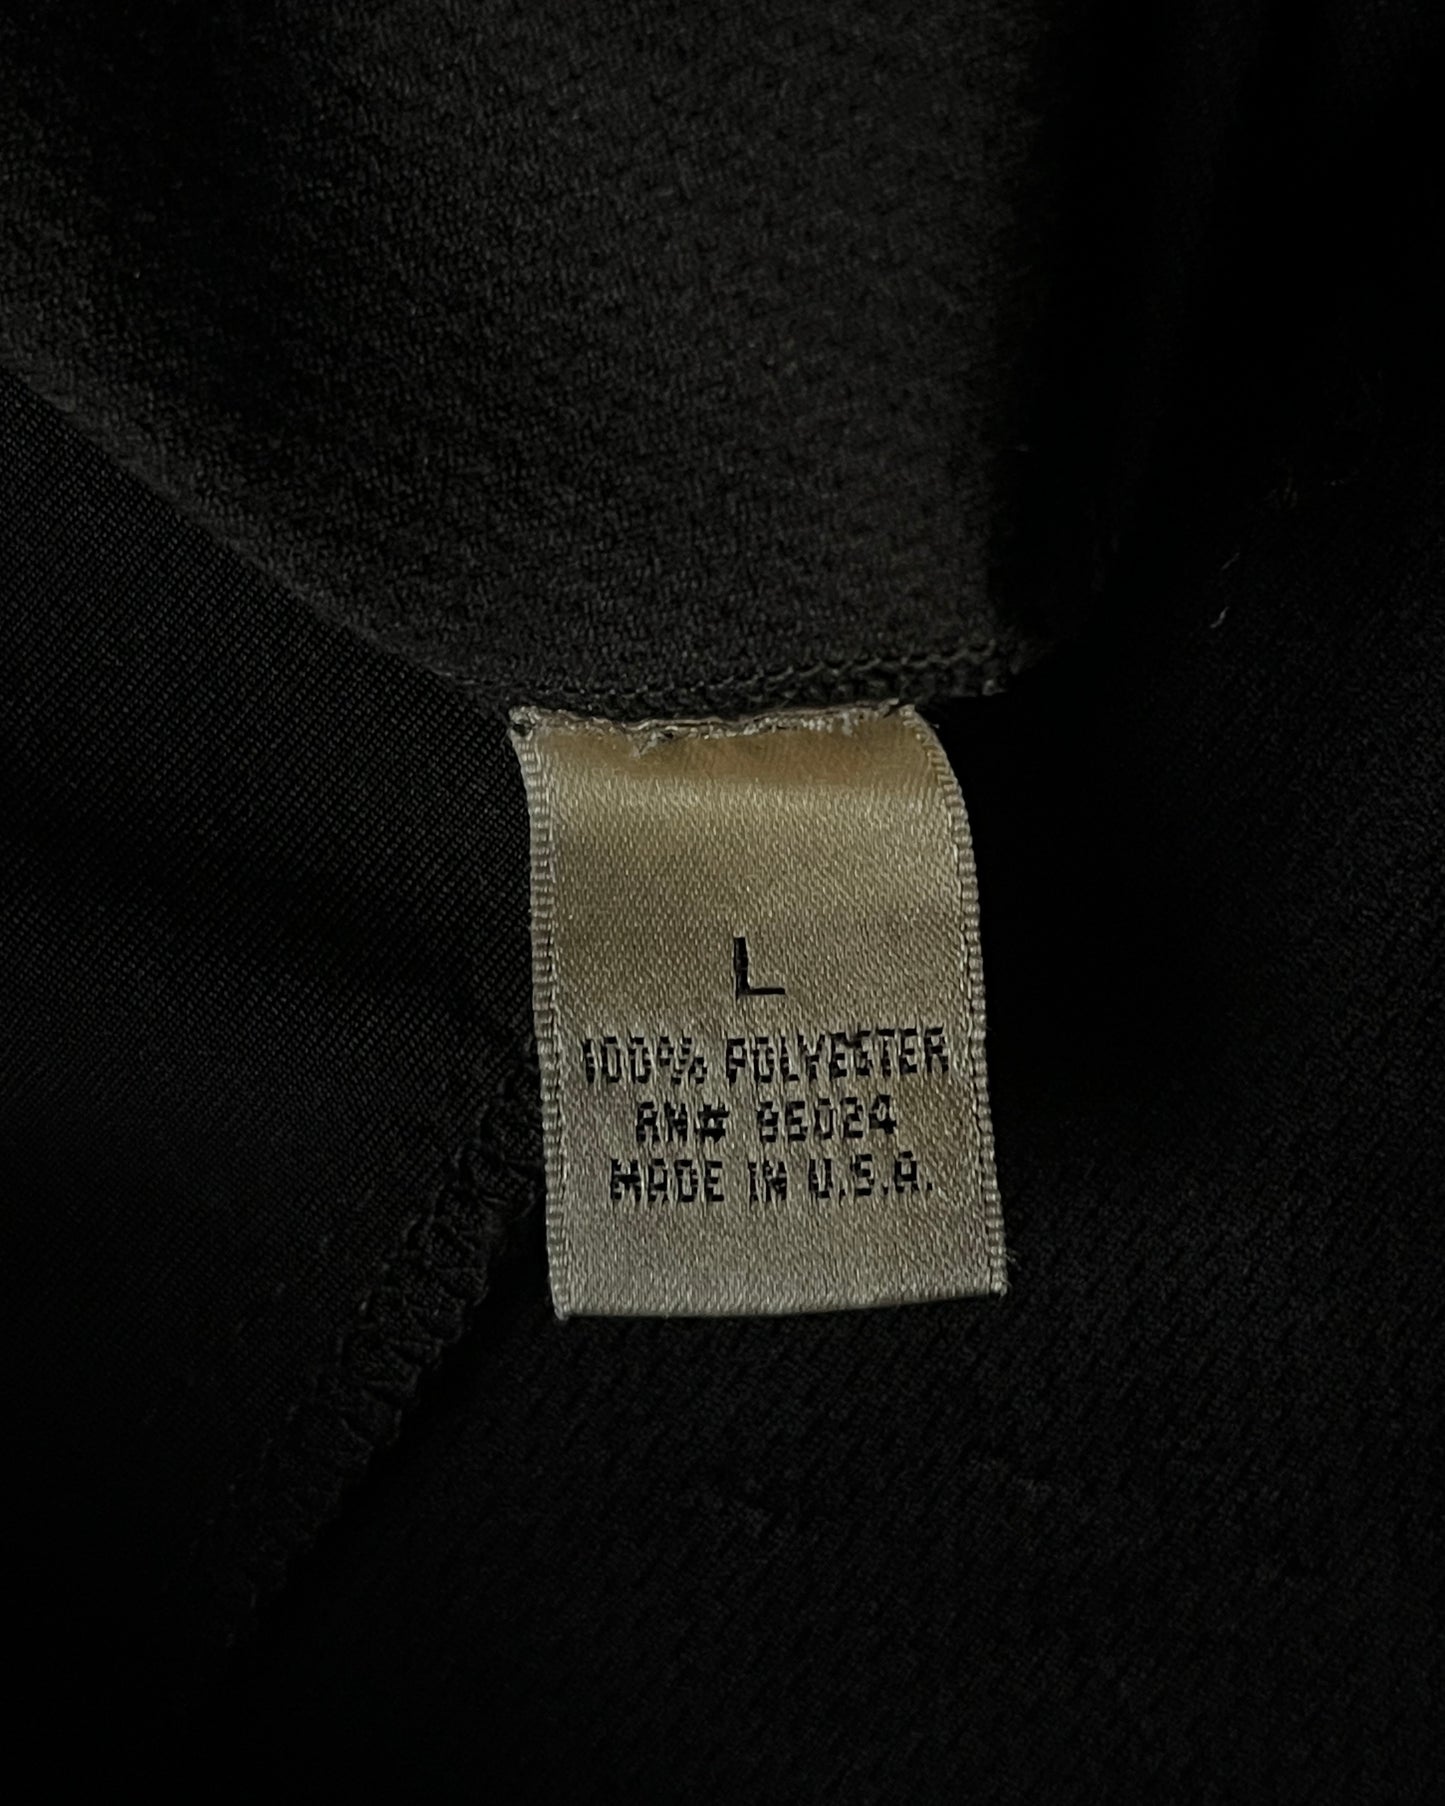 L
100% POLYESTER
RN# 85024
MADE IN U.S.A.